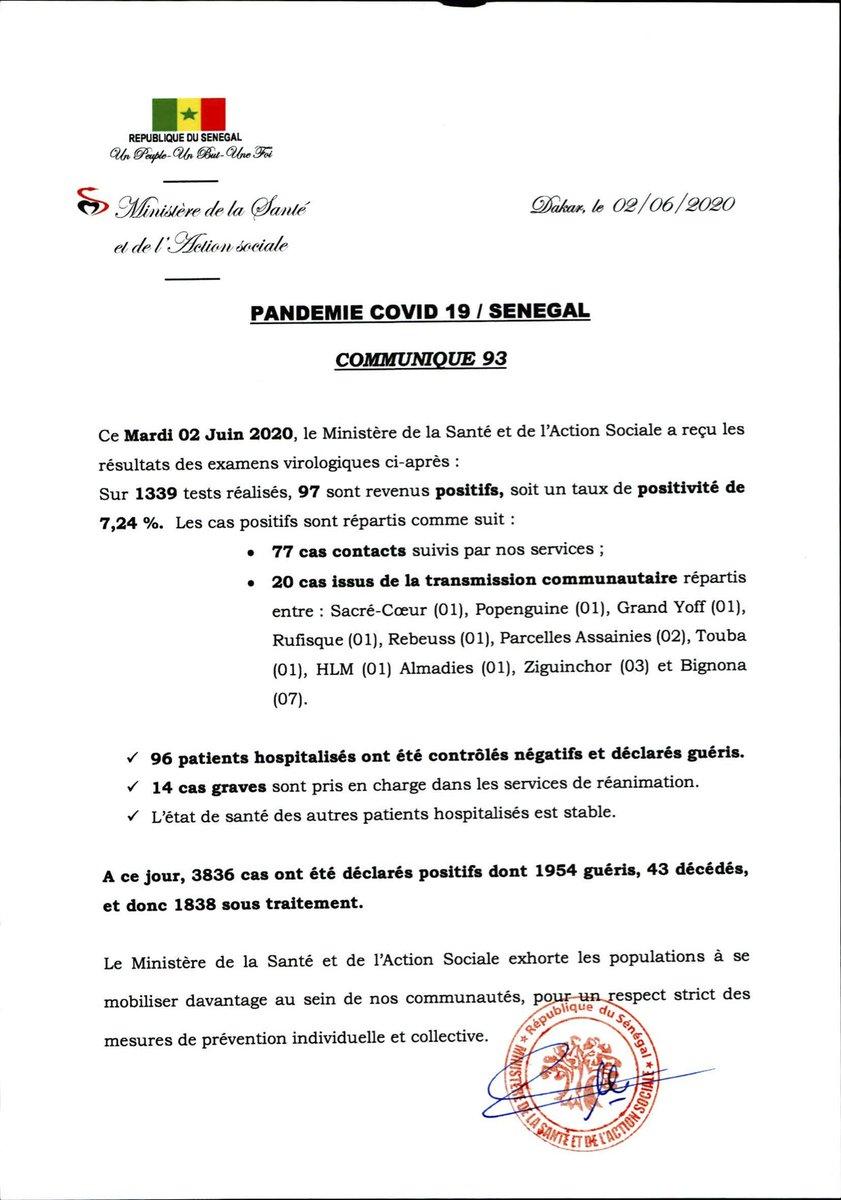 REPUBLIQUE DU SENEGAL
Un Peuple-Un But-Une Foi
Ministère de la Santé
et de l'Action sociale
Dakar, le 02/06/2020
PANDEMIE COVID 19 / SENEGAL
COMMUNIQUE 93
Ce Mardi 02 Juin 2020, le Ministère de la Santé et de l'Action Sociale a reçu les
résultats des examens virologiques ci-après :
Sur 1339 tests réalisés, 97 sont revenus positifs, soit un taux de positivité de
7,24 %. Les cas positifs sont répartis comme suit :
• 77 cas contacts suivis par nos services ;
• 20 cas issus de la transmission communautaire répartis
entre : Sacré-Cœur (01), Popenguine (01), Grand Yoff (01),
Rufisque (01), Rebeuss (01), Parcelles Assainies (02), Touba
(01), HLM (01) Almadies (01), Ziguinchor (03) et Bignona
(07).
✓ 96 patients hospitalisés ont été contrôlés négatifs et déclarés guéris.
✓ 14 cas graves sont pris en charge dans les services de réanimation.
✓ L'état de santé des autres patients hospitalisés est stable.
A ce jour, 3836 cas ont été déclarés positifs dont 1954 guéris, 43 décédés,
et donc 1838 sous traitement.
Le Ministère de la Santé et de l'Action Sociale exhorte les populations à se
mobiliser davantage au sein de nos communautés, pour un respect strict des
mesures de prévention individuelle et collective.
★ République du Sénégal ★
MINISTÈRE DE LA SANTÉ ET DE L'ACTION SOCIALE